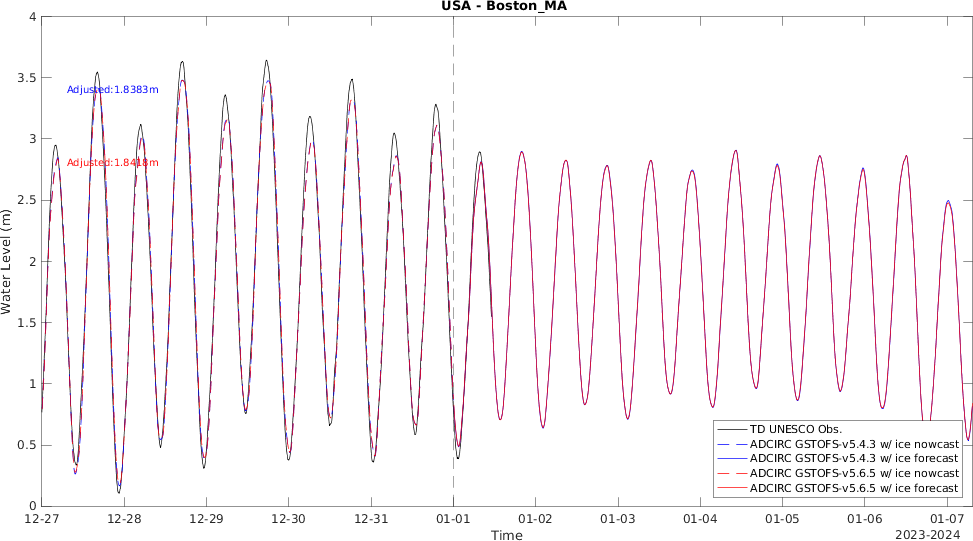 USA - Boston_MA
4
3.5
3
2.5
2
1.5
1
0.5
0
Water Level (m)
Adjusted:1.8383m
Adjusted:1.8418m
TD UNESCO Obs.
ADCIRC GSTOFS-v5.4.3 w/ ice nowcast
ADCIRC GSTOFS-v5.4.3 w/ ice forecast
ADCIRC GSTOFS-v5.6.5 w/ ice nowcast
ADCIRC GSTOFS-v5.6.5 w/ ice forecast
12-27 12-28 12-29 12-30 12-31 01-01 01-02 01-03 01-04 01-05 01-06 01-07
Time
2023-2024